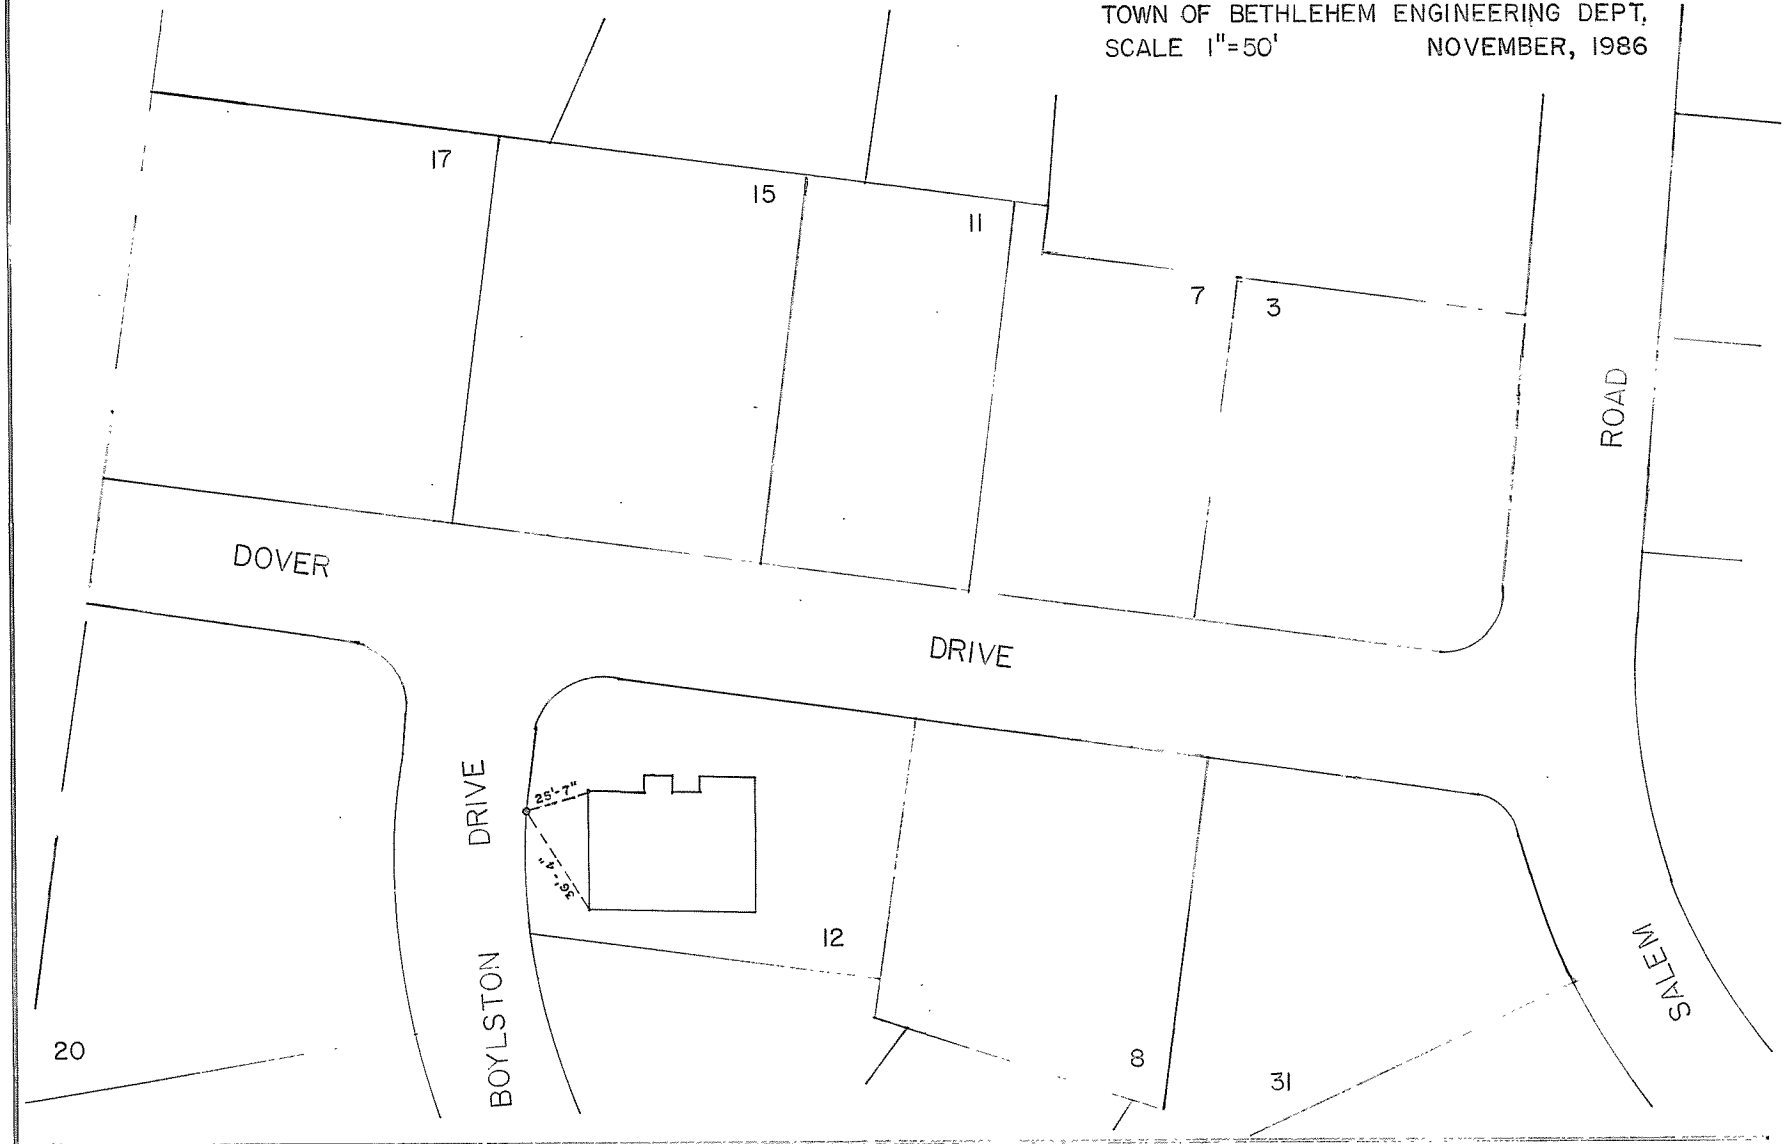 TOWN OF BETHLEHEM ENGINEERING DEPT.
SCALE 1"=50' NOVEMBER, 1986
17
15
11
7
3
ROAD
DOVER
DRIVE
DRIVE
25'-7"
36'-4"
12
BOYLSTON
SALEM
20
8
31